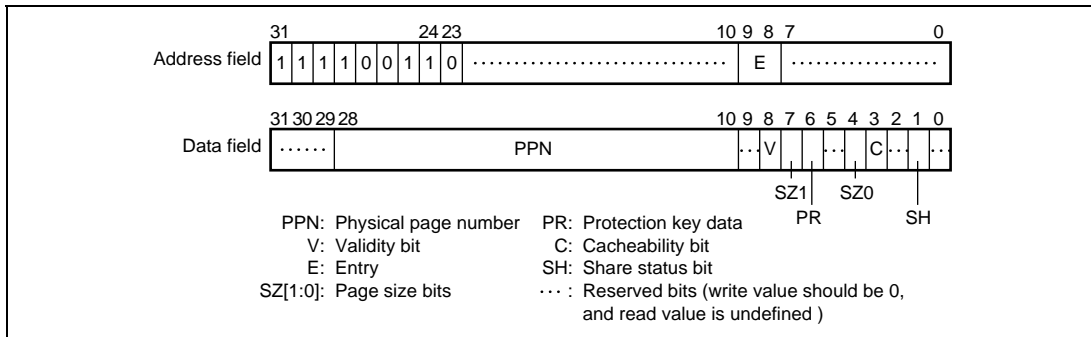 31 24 23 10 9 8 7 0
Address field 1 1 1 1 0 0 1 1 0 ⋯ E ⋯
31 30 29 28 10 9 8 7 6 5 4 3 2 1 0
Data field ⋯ PPN ⋯ V ⋯ C ⋯ ⋯
SZ1 SZ0
PR SH
PPN: Physical page number PR: Protection key data
V: Validity bit C: Cacheability bit
E: Entry SH: Share status bit
SZ[1:0]: Page size bits ⋯ : Reserved bits (write value should be 0,
and read value is undefined )